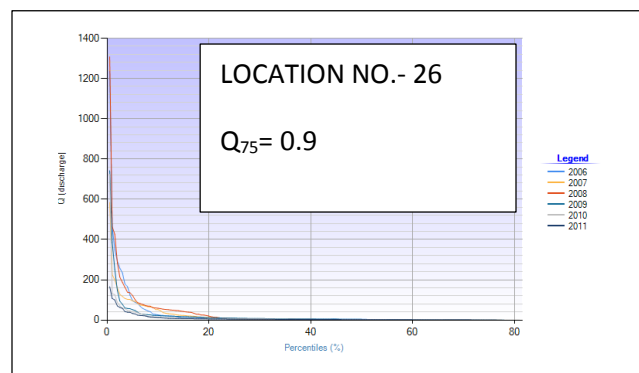 1400
1200
1000
800
600
400
200
0
Q (discharge)
LOCATION NO.- 26
Q₇₅= 0.9
0 20 40 60 80
Percentiles (%)
Legend
2006
2007
2008
2009
2010
2011